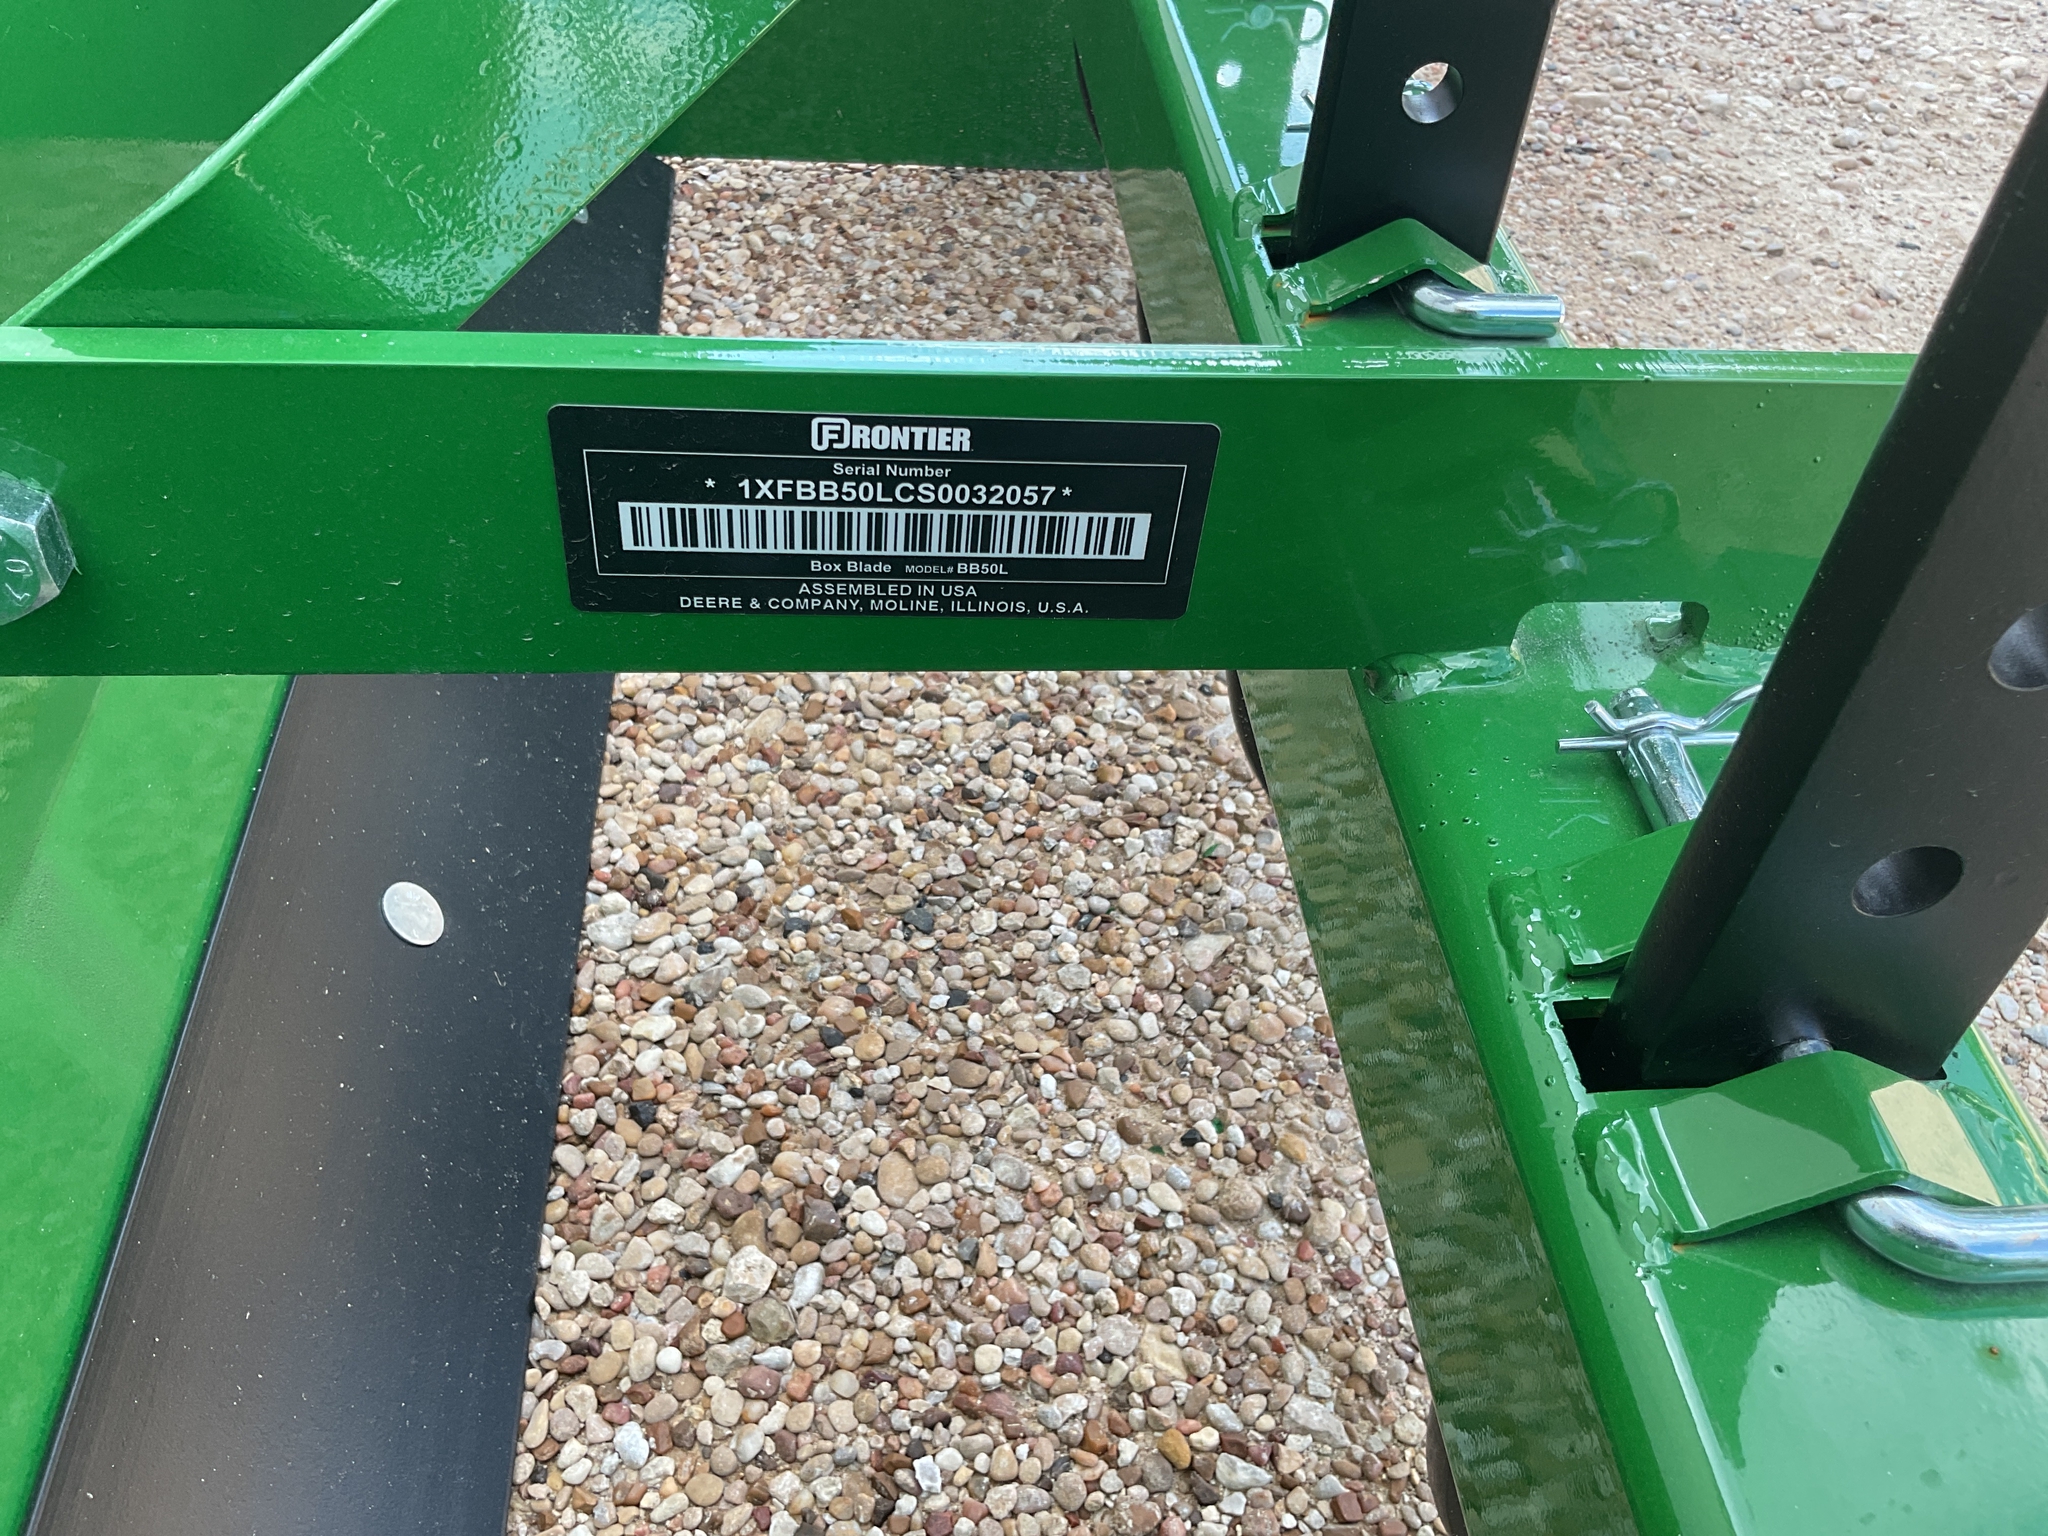 FRONTIER
Serial Number
* 1XFBB50LCS0032057 *
Box Blade MODEL# BB50L
ASSEMBLED IN USA
DEERE & COMPANY, MOLINE, ILLINOIS, U.S.A.